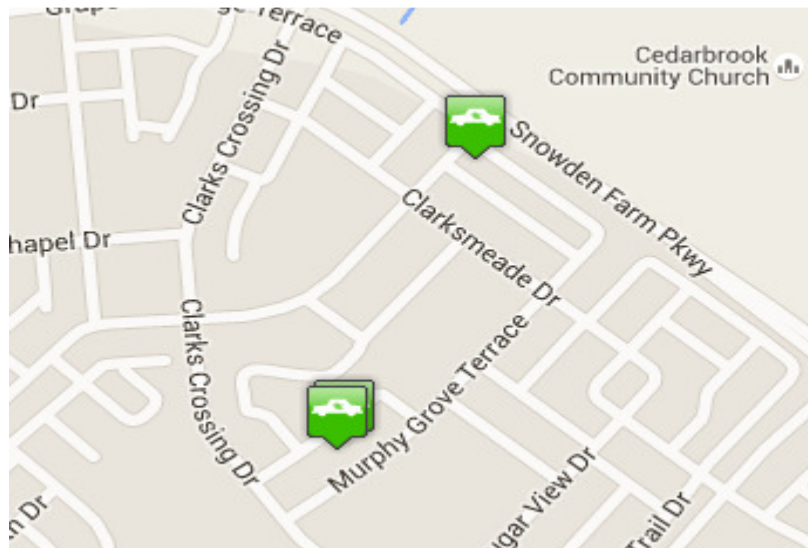 Terrace
Cedarbrook
Community Church
Dr
Clarks Crossing Dr
Snowden Farm Pkwy
Clarksmeade Dr
hapel Dr
Clarks Crossing Dr
Murphy Grove Terrace
gar View Dr
Trail Dr
Dr